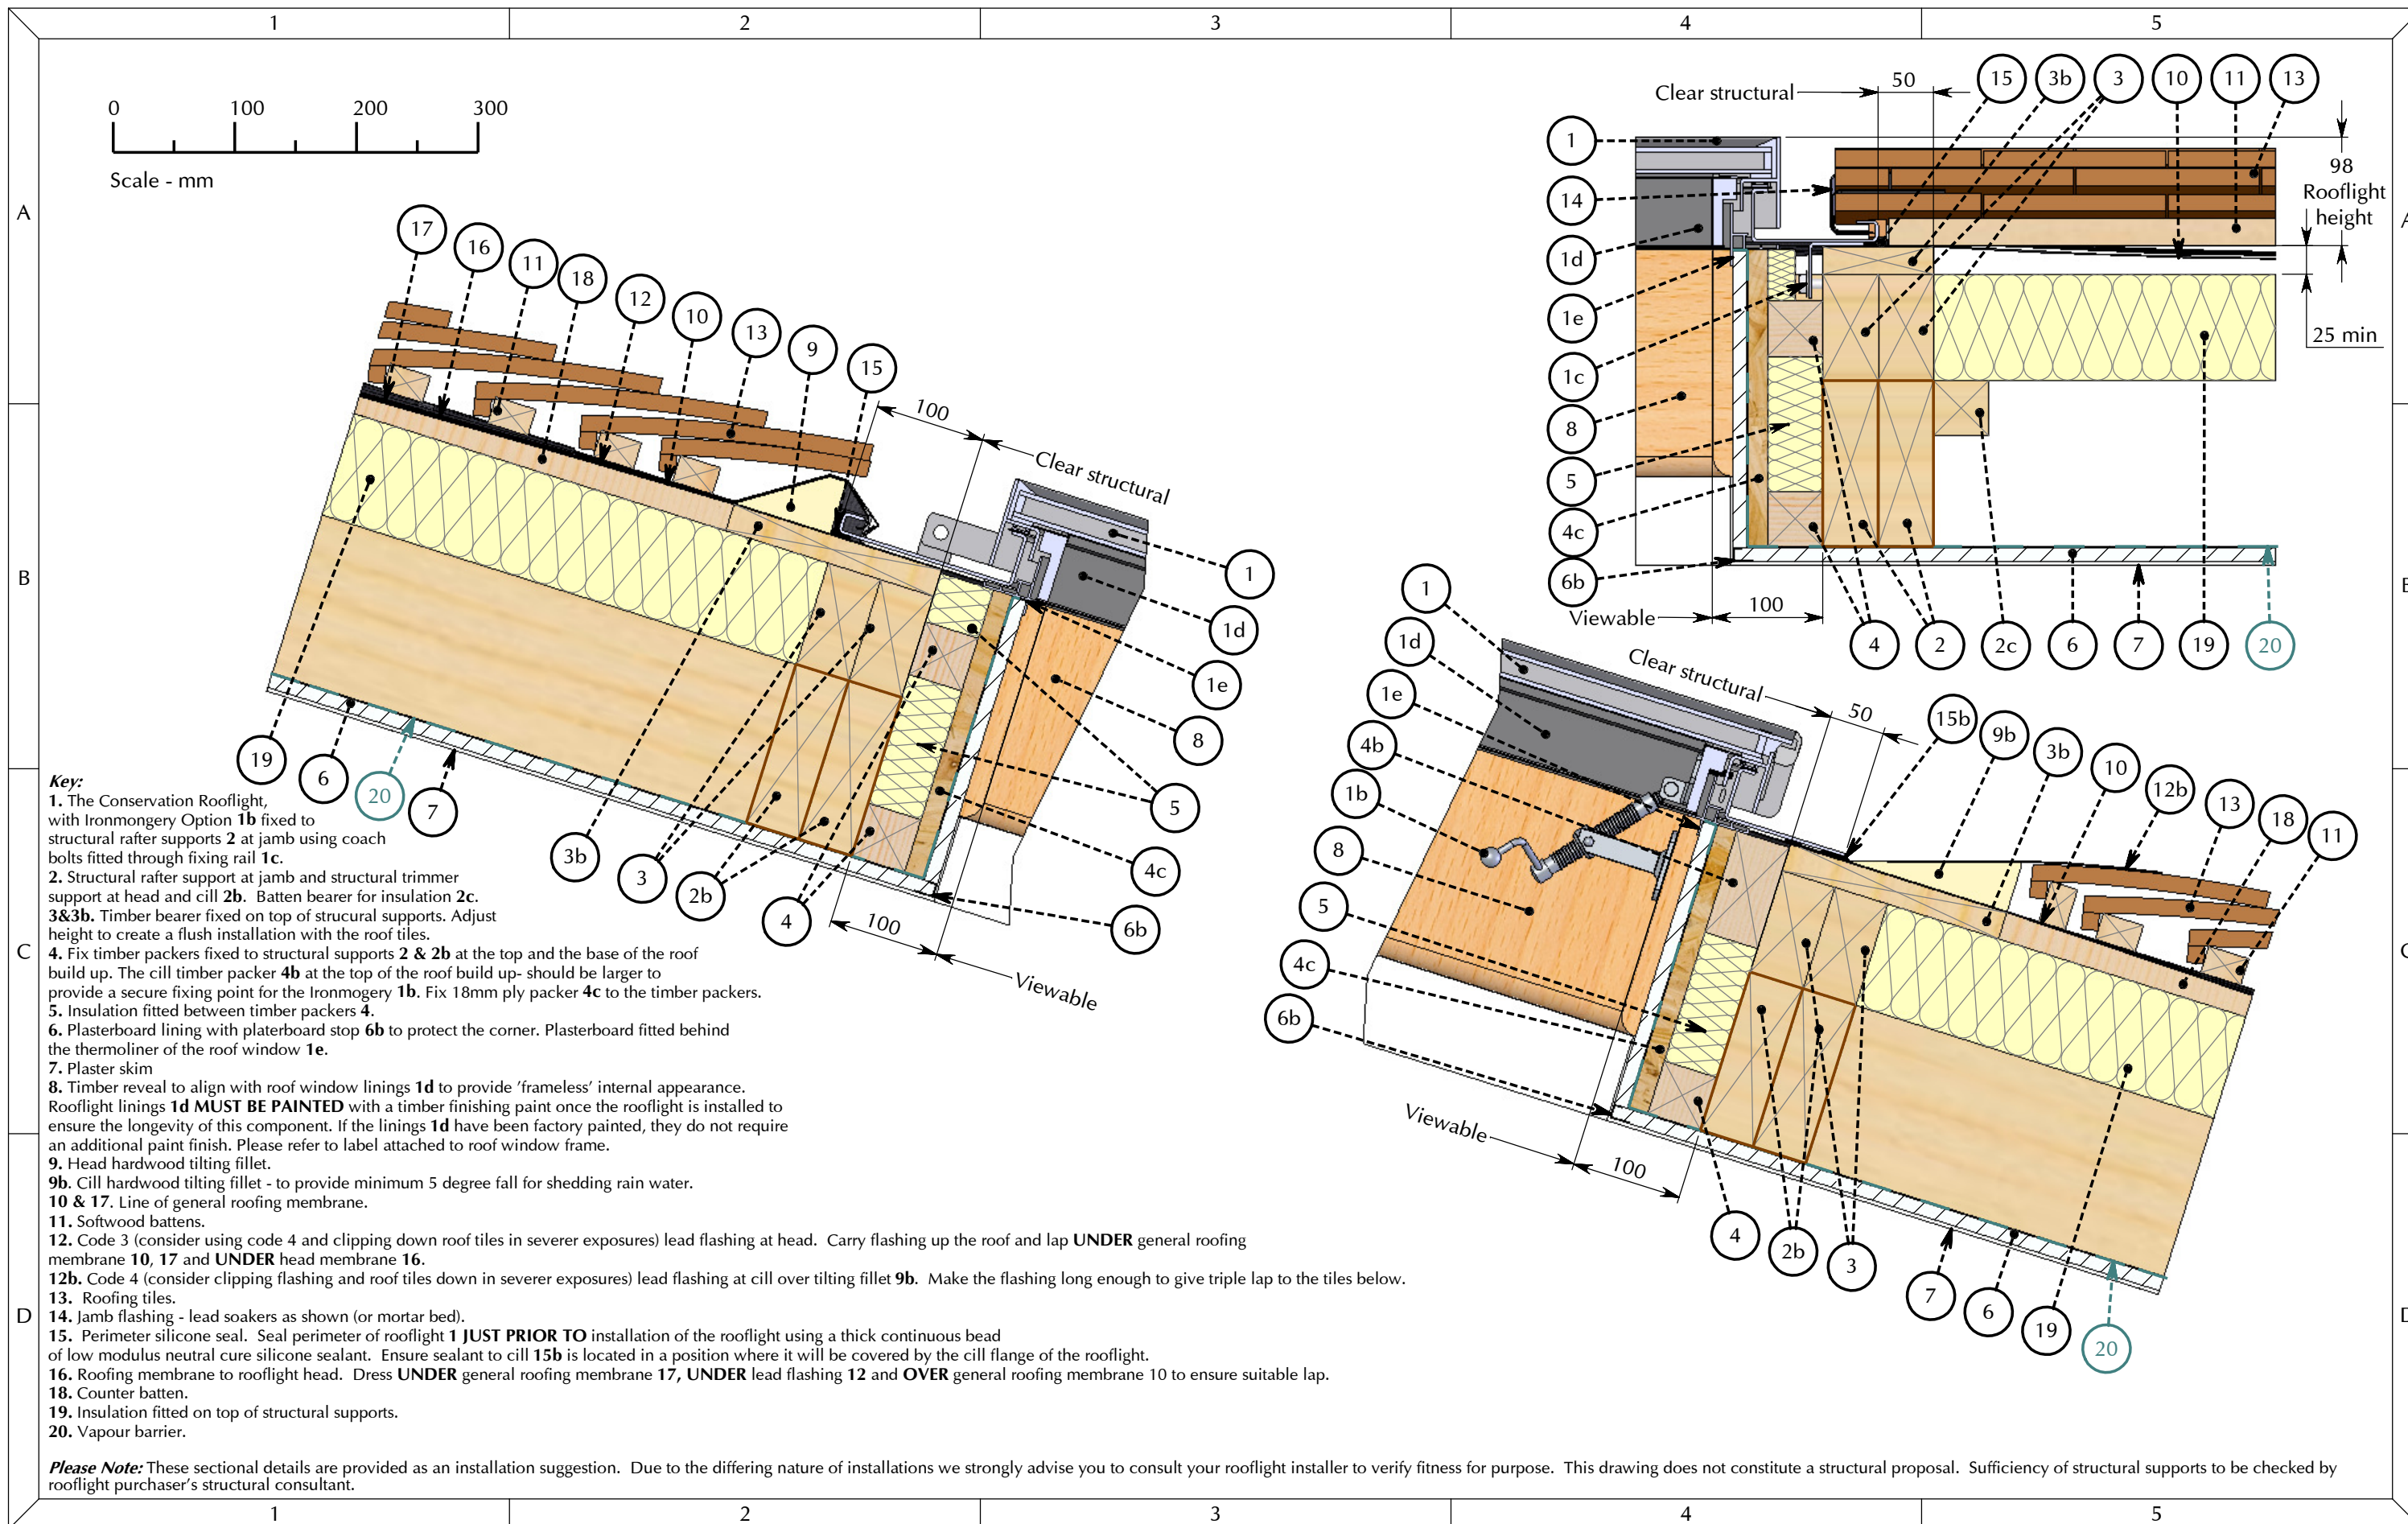 1 2 3 4 5
A
B
C
D
A
B
C
D
0 100 200 300
Scale - mm
17
16
11
18
12
10
13
9
15
100
Clear structural
1
1d
1e
8
5
4c
6b
19
6
20
7
3b
3
2b
4
100
Viewable
Clear structural
50
15
3b
3
10
11
13
1
14
1d
1e
1c
8
5
4c
6b
98
Rooflight
height
25 min
Viewable
100
4
2
2c
6
7
19
20
1
1d
1e
4b
1b
8
5
4c
6b
Clear structural
50
15b
9b
3b
10
12b
13
18
11
Viewable
100
4
2b
3
7
6
19
20
Key:
1. The Conservation Rooflight,
with Ironmongery Option 1b fixed to
structural rafter supports 2 at jamb using coach
bolts fitted through fixing rail 1c.
2. Structural rafter support at jamb and structural trimmer
support at head and cill 2b. Batten bearer for insulation 2c.
3&3b. Timber bearer fixed on top of strucural supports. Adjust
height to create a flush installation with the roof tiles.
4. Fix timber packers fixed to structural supports 2 & 2b at the top and the base of the roof
build up. The cill timber packer 4b at the top of the roof build up- should be larger to
provide a secure fixing point for the Ironmogery 1b. Fix 18mm ply packer 4c to the timber packers.
5. Insulation fitted between timber packers 4.
6. Plasterboard lining with platerboard stop 6b to protect the corner. Plasterboard fitted behind
the thermoliner of the roof window 1e.
7. Plaster skim
8. Timber reveal to align with roof window linings 1d to provide 'frameless' internal appearance.
Rooflight linings 1d MUST BE PAINTED with a timber finishing paint once the rooflight is installed to
ensure the longevity of this component. If the linings 1d have been factory painted, they do not require
an additional paint finish. Please refer to label attached to roof window frame.
9. Head hardwood tilting fillet.
9b. Cill hardwood tilting fillet - to provide minimum 5 degree fall for shedding rain water.
10 & 17. Line of general roofing membrane.
11. Softwood battens.
12. Code 3 (consider using code 4 and clipping down roof tiles in severer exposures) lead flashing at head. Carry flashing up the roof and lap UNDER general roofing
membrane 10, 17 and UNDER head membrane 16.
12b. Code 4 (consider clipping flashing and roof tiles down in severer exposures) lead flashing at cill over tilting fillet 9b. Make the flashing long enough to give triple lap to the tiles below.
13. Roofing tiles.
14. Jamb flashing - lead soakers as shown (or mortar bed).
15. Perimeter silicone seal. Seal perimeter of rooflight 1 JUST PRIOR TO installation of the rooflight using a thick continuous bead
of low modulus neutral cure silicone sealant. Ensure sealant to cill 15b is located in a position where it will be covered by the cill flange of the rooflight.
16. Roofing membrane to rooflight head. Dress UNDER general roofing membrane 17, UNDER lead flashing 12 and OVER general roofing membrane 10 to ensure suitable lap.
18. Counter batten.
19. Insulation fitted on top of structural supports.
20. Vapour barrier.
Please Note: These sectional details are provided as an installation suggestion. Due to the differing nature of installations we strongly advise you to consult your rooflight installer to verify fitness for purpose. This drawing does not constitute a structural proposal. Sufficiency of structural supports to be checked by
rooflight purchaser's structural consultant.
1 2 3 4 5